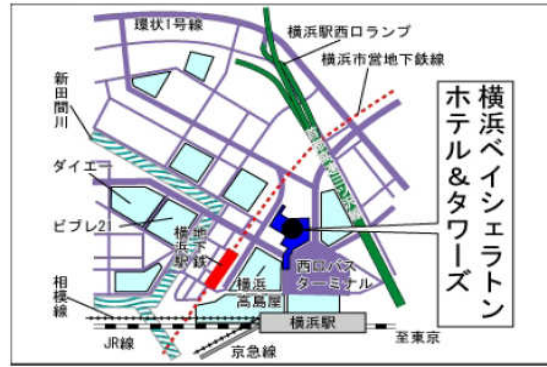 環状1号線
横浜駅西口ランプ
横浜市営地下鉄線
新田間川
ダイエー
ビブレ21
横浜ベイシェラトン
ホテル&タワーズ
地下鉄
横浜駅
西口バス
ターミナル
横浜
高島屋
相模線
横浜駅
至東京
JR線
京急線